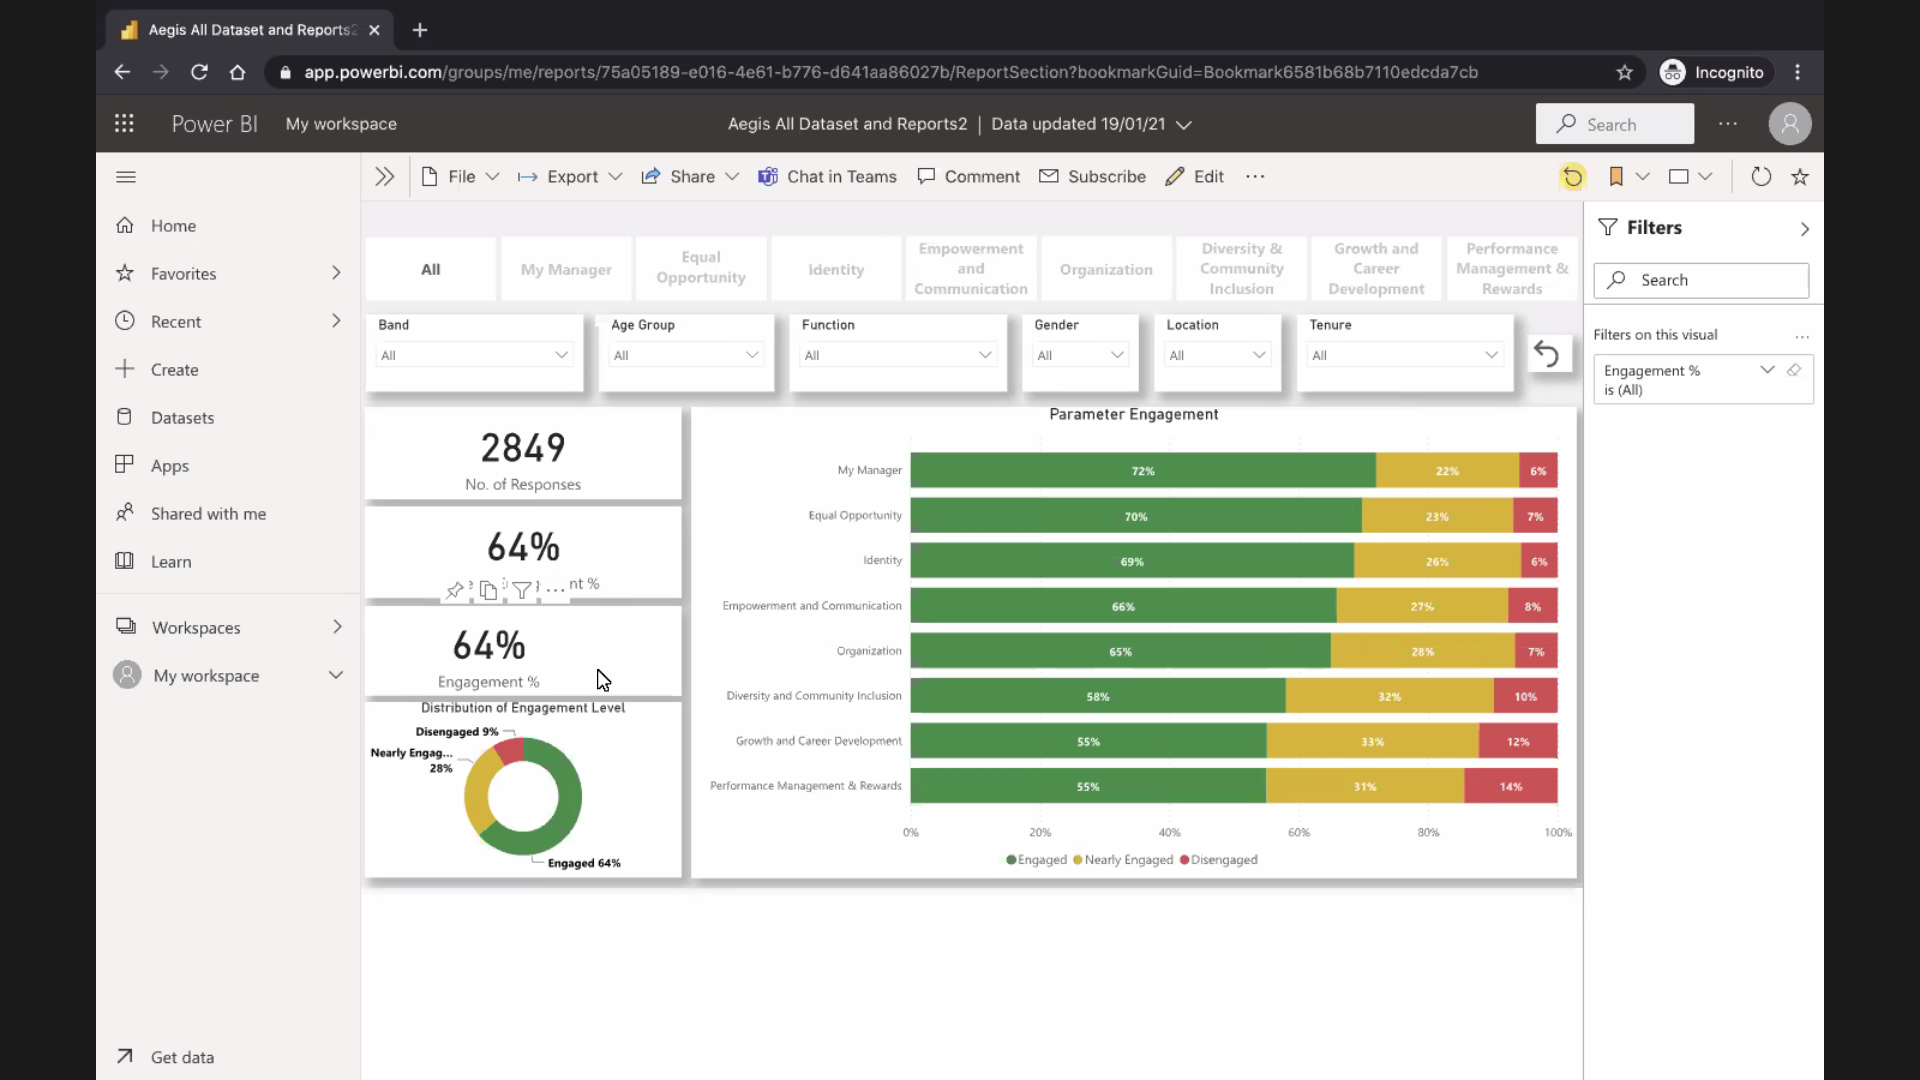 Aegis All Dataset and Reports2
app.powerbi.com/groups/me/reports/75a05189-e016-4e61-b776-d641aa86027b/ReportSection?bookmarkGuid=Bookmark6581b68b7110edcda7cb
Incognito
Power BI
My workspace
Aegis All Dataset and Reports2 | Data updated 19/01/21
Search
File
Export
Share
Chat in Teams
Comment
Subscribe
Edit
Home
Favorites
Recent
Create
Datasets
Apps
Shared with me
Learn
Workspaces
My workspace
Get data
All
My Manager
Equal
Opportunity
Identity
Empowerment
and
Communication
Organization
Diversity &
Community
Inclusion
Growth and
Career
Development
Performance
Management &
Rewards
Band
All
Age Group
All
Function
All
Gender
All
Location
All
Tenure
All
2849
No. of Responses
64%
nt %
64%
Engagement %
Distribution of Engagement Level
Disengaged 9%
Nearly Engag...
28%
Engaged 64%
Parameter Engagement
My Manager 72% 22% 6%
Equal Opportunity 70% 23% 7%
Identity 69% 26% 6%
Empowerment and Communication 66% 27% 8%
Organization 65% 28% 7%
Diversity and Community Inclusion 58% 32% 10%
Growth and Career Development 55% 33% 12%
Performance Management & Rewards 55% 31% 14%
0% 20% 40% 60% 80% 100%
Engaged Nearly Engaged Disengaged
Filters
Search
Filters on this visual
Engagement %
is (All)